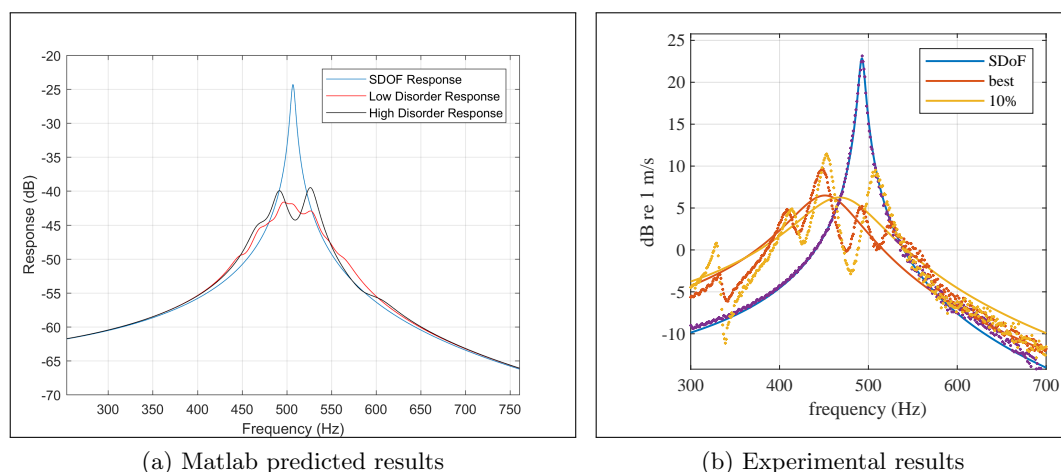 -20
-25
-30
-35
-40
-45
-50
-55
-60
-65
-70
Response (dB)
SDOF Response
Low Disorder Response
High Disorder Response
300 350 400 450 500 550 600 650 700 750
Frequency (Hz)
(a) Matlab predicted results
(b)
25
20
15
10
5
0
-5
-10
dB re 1 m/s
SDoF
best
10%
300 400 500 600 700
frequency (Hz)
(b) Experimental results